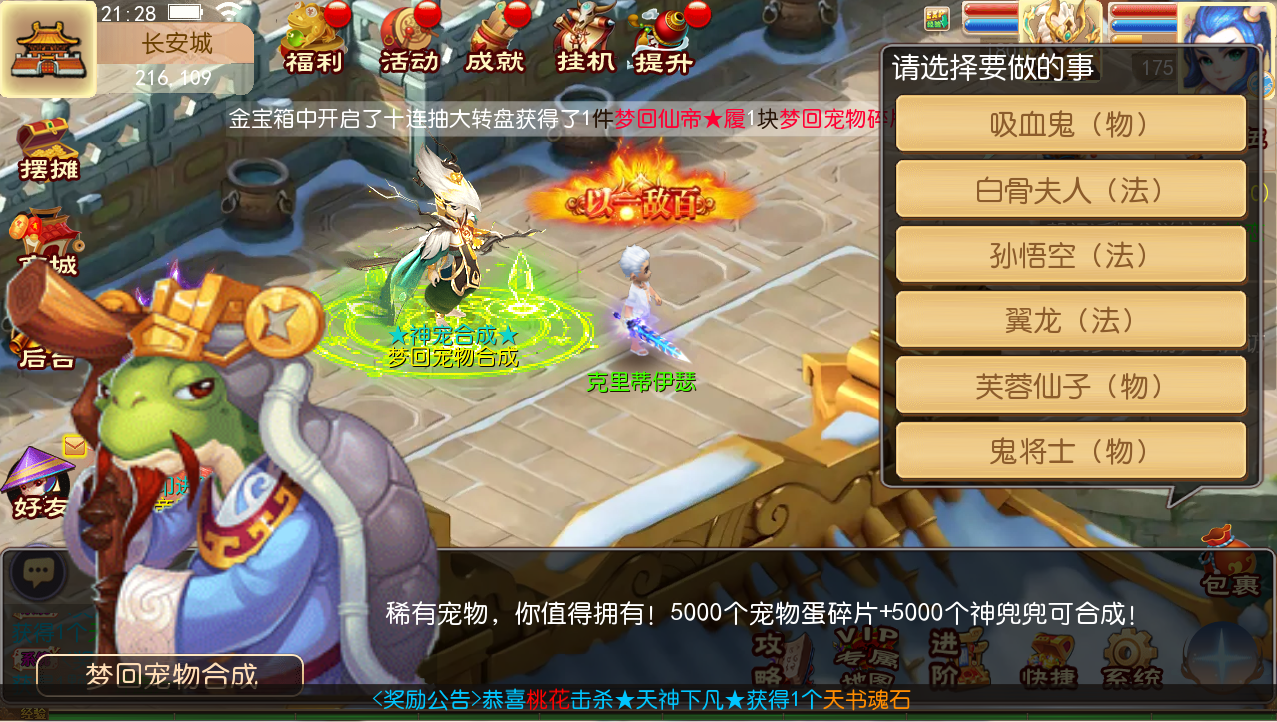 21:28
长安城
216,109
福利
活动
成就
挂机
提升
金宝箱中开启了十连抽大转盘获得了1件梦回仙帝★履1块梦回宠物碎
175
请选择要做的事
吸血鬼（物）
白骨夫人（法）
孙悟空（法）
翼龙（法）
芙蓉仙子（物）
鬼将士（物）
摆摊
商城
后台
好友
以一敌百
★神宠合成★
梦回宠物合成
克里蒂伊瑟
包裹
稀有宠物，你值得拥有！5000个宠物蛋碎片+5000个神兜兜可合成！
攻略
VIP专属地图
进阶
快捷
系统
获得1个
梦回宠物合成
<奖励公告>恭喜桃花击杀★天神下凡★获得1个天书魂石
经验